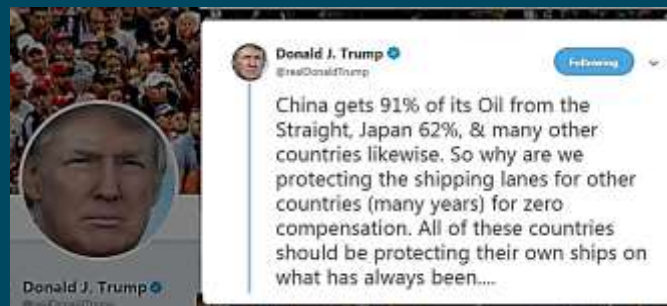 Donald J. Trump
@realDonaldTrump
Following
China gets 91% of its Oil from the
Straight, Japan 62%, & many other
countries likewise. So why are we
protecting the shipping lanes for other
countries (many years) for zero
compensation. All of these countries
should be protecting their own ships on
what has always been....
Donald J. Trump
@realDonaldTrump